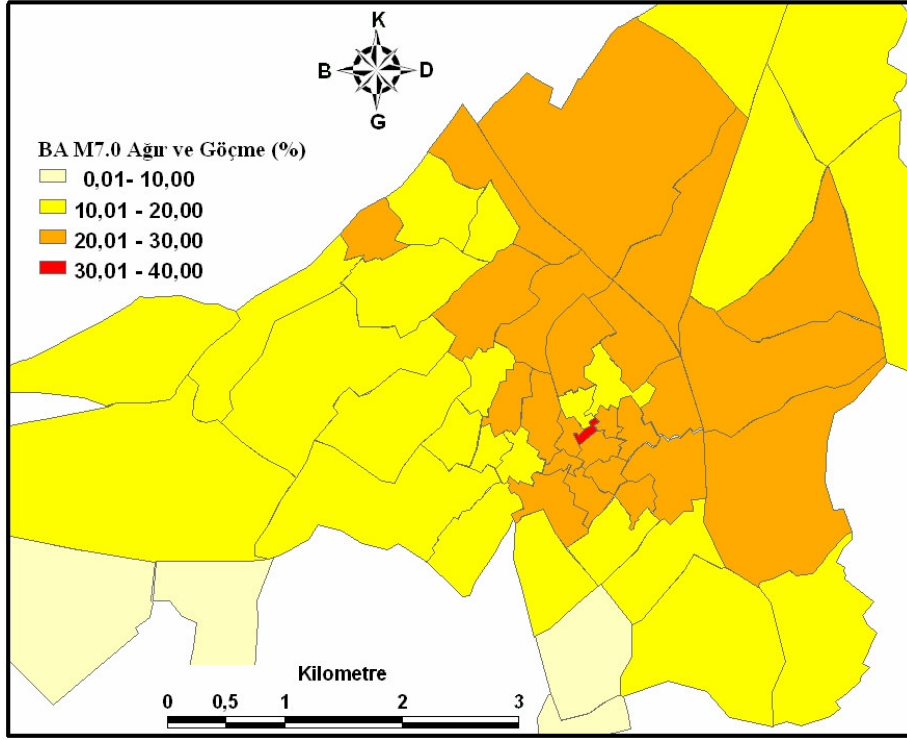 K
B D
G
BA M7.0 Ağır ve Göçme (%)
0,01- 10,00
10,01 - 20,00
20,01 - 30,00
30,01 - 40,00
Kilometre
0 0,5 1 2 3